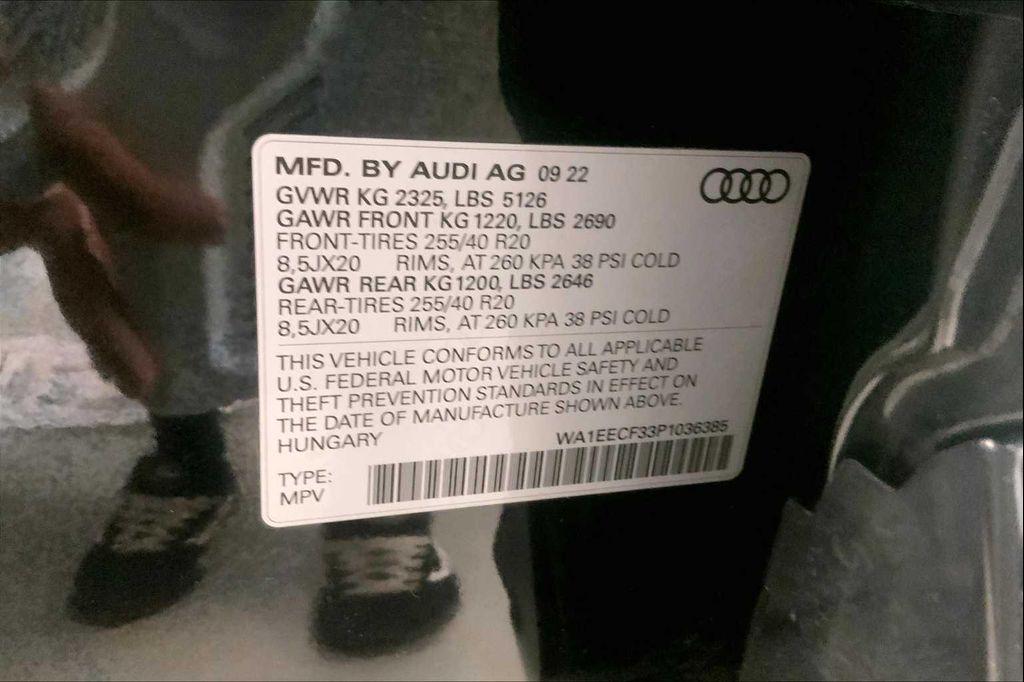 MFD. BY AUDI AG 09 22
GVWR KG 2325, LBS 5126
GAWR FRONT KG 1220, LBS 2690
FRONT-TIRES 255/40 R20
8,5JX20 RIMS, AT 260 KPA 38 PSI COLD
GAWR REAR KG 1200, LBS 2646
REAR-TIRES 255/40 R20
8,5JX20 RIMS, AT 260 KPA 38 PSI COLD
THIS VEHICLE CONFORMS TO ALL APPLICABLE
U.S. FEDERAL MOTOR VEHICLE SAFETY AND
THEFT PREVENTION STANDARDS IN EFFECT ON
THE DATE OF MANUFACTURE SHOWN ABOVE.
HUNGARY WA1EECF33P1036385
TYPE:
MPV